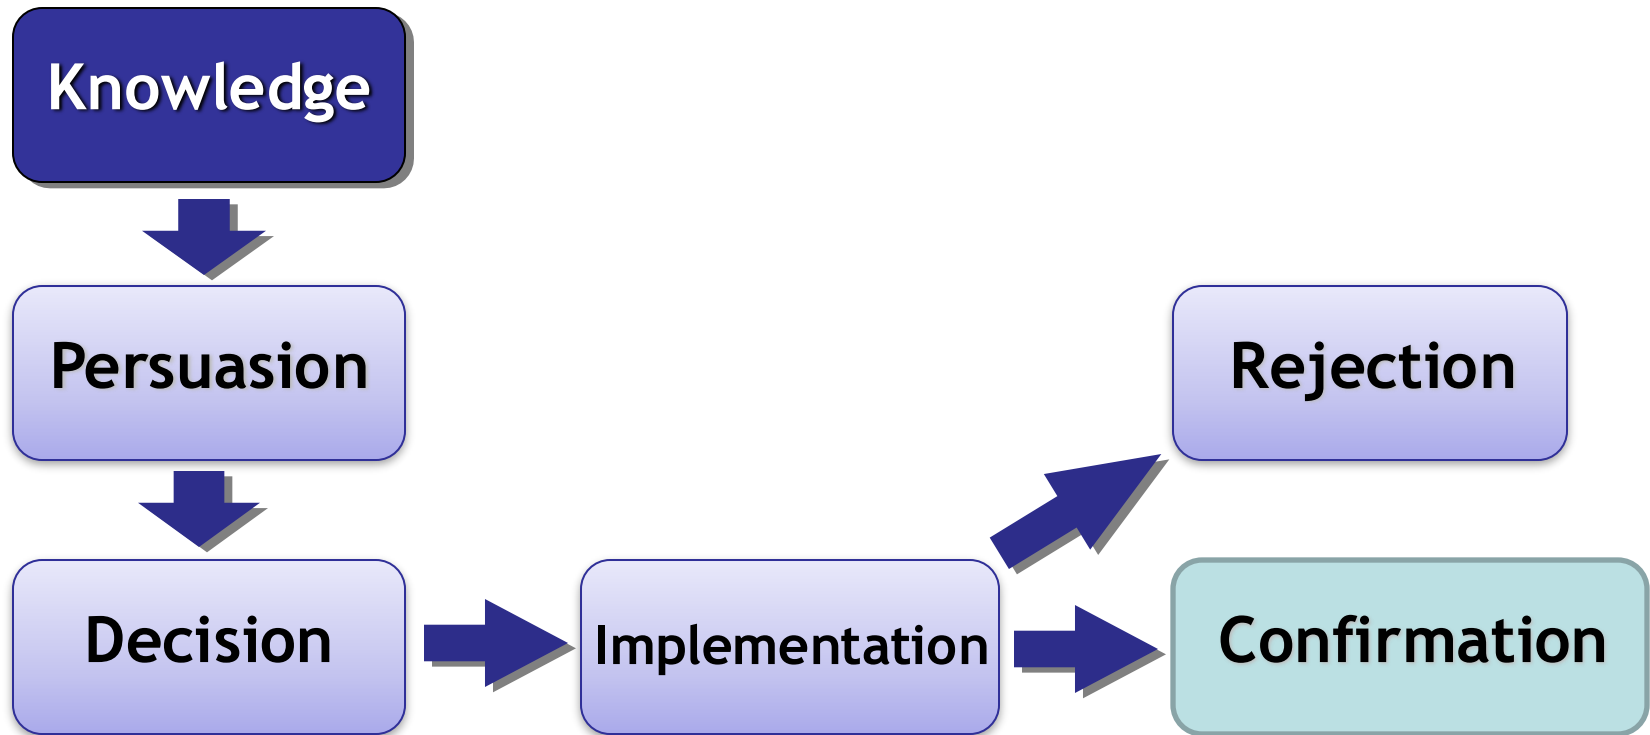 Knowledge
Persuasion
Rejection
Decision
Implementation
Confirmation